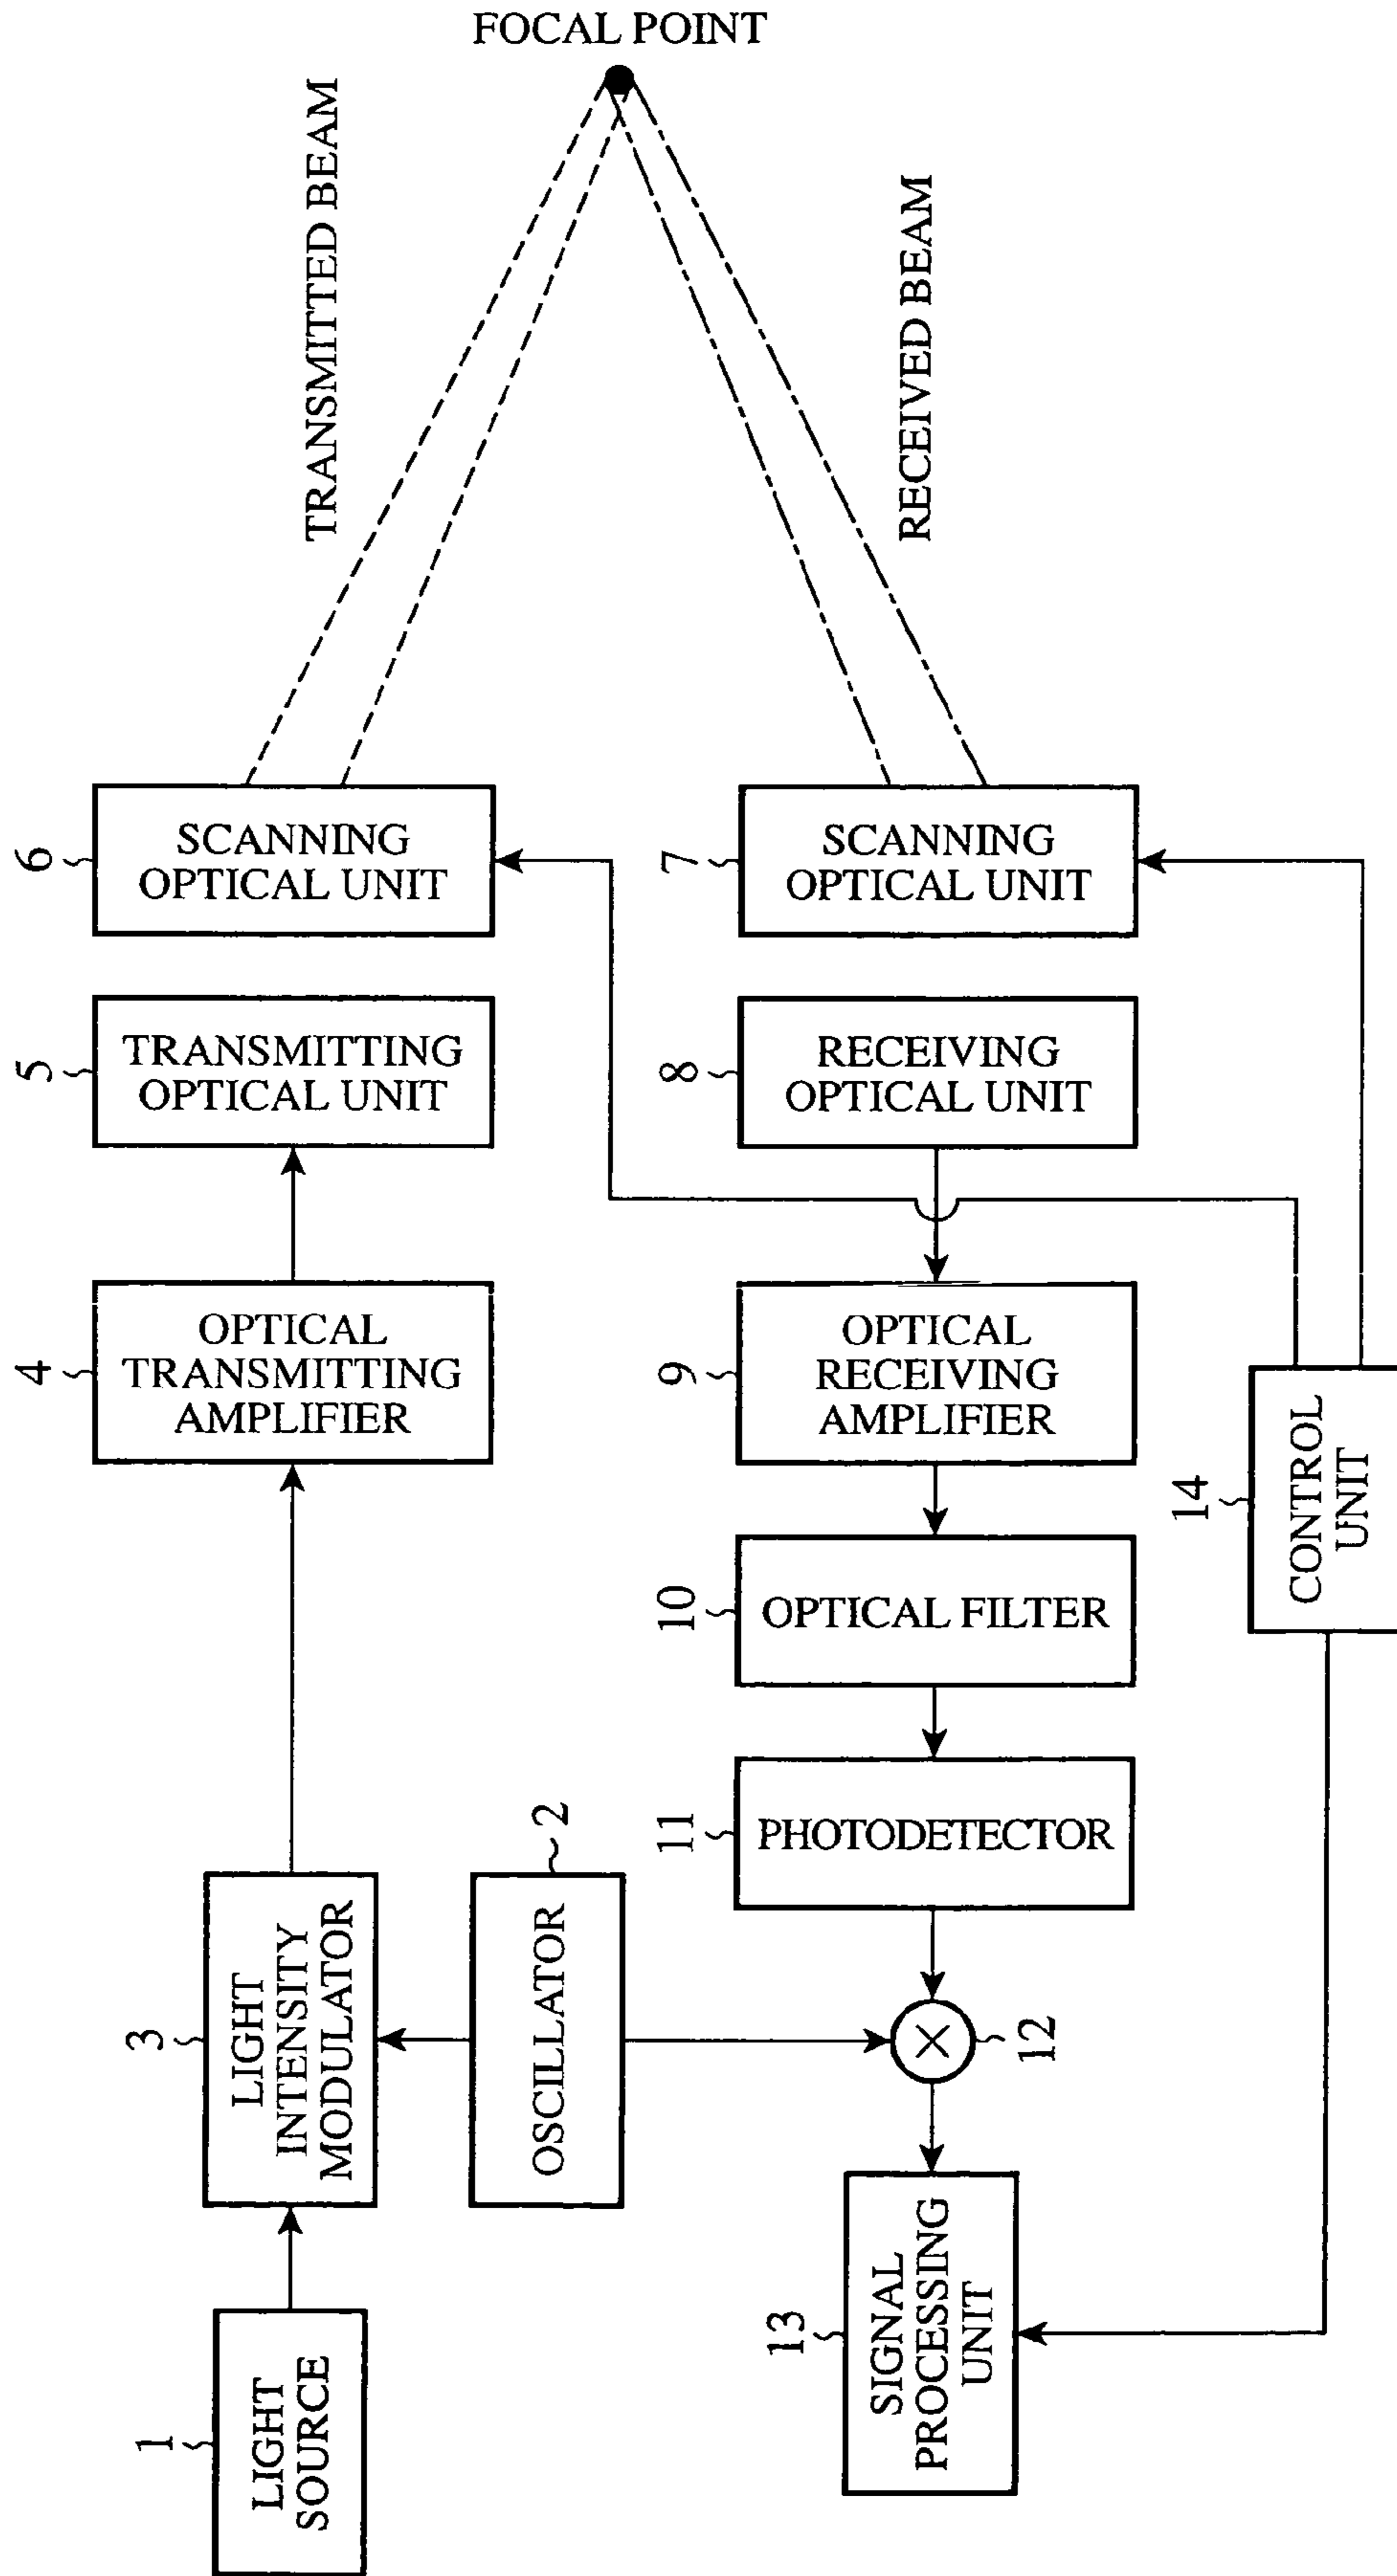 FOCAL POINT
TRANSMITTED BEAM
RECEIVED BEAM
6
SCANNING
OPTICAL UNIT
7
SCANNING
OPTICAL UNIT
5
TRANSMITTING
OPTICAL UNIT
8
RECEIVING
OPTICAL UNIT
4
OPTICAL
TRANSMITTING
AMPLIFIER
9
OPTICAL
RECEIVING
AMPLIFIER
14
CONTROL
UNIT
10
OPTICAL FILTER
11
PHOTODETECTOR
3
LIGHT
INTENSITY
MODULATOR
2
OSCILLATOR
12
13
SIGNAL
PROCESSING
UNIT
1
LIGHT
SOURCE